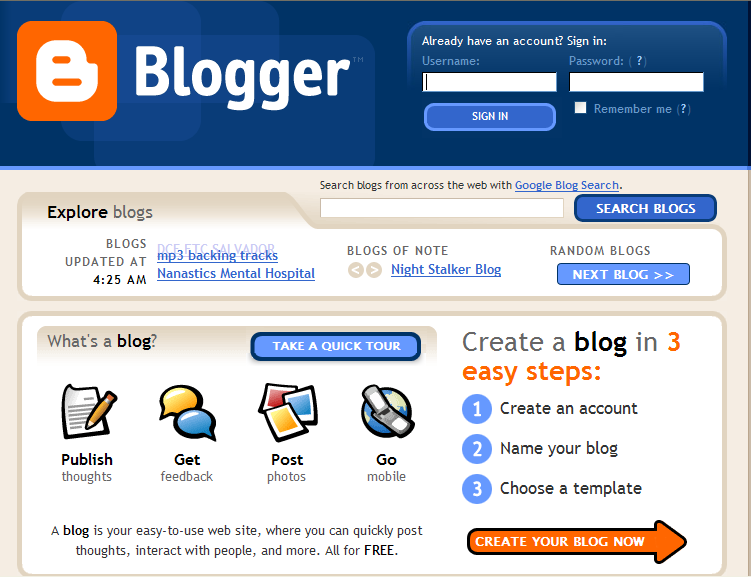 Blogger™
Already have an account? Sign in:
Username:
Password: ( ? )
SIGN IN
Remember me (?)
Search blogs from across the web with Google Blog Search.
SEARCH BLOGS
Explore blogs
BLOGS
UPDATED AT
4:25 AM
DCE ETC SALVADOR
mp3 backing tracks
Nanastics Mental Hospital
BLOGS OF NOTE
Night Stalker Blog
RANDOM BLOGS
NEXT BLOG >>
What's a blog?
TAKE A QUICK TOUR
Publish
thoughts
Get
feedback
Post
photos
Go
mobile
A blog is your easy-to-use web site, where you can quickly post
thoughts, interact with people, and more. All for FREE.
Create a blog in 3
easy steps:
1 Create an account
2 Name your blog
3 Choose a template
CREATE YOUR BLOG NOW